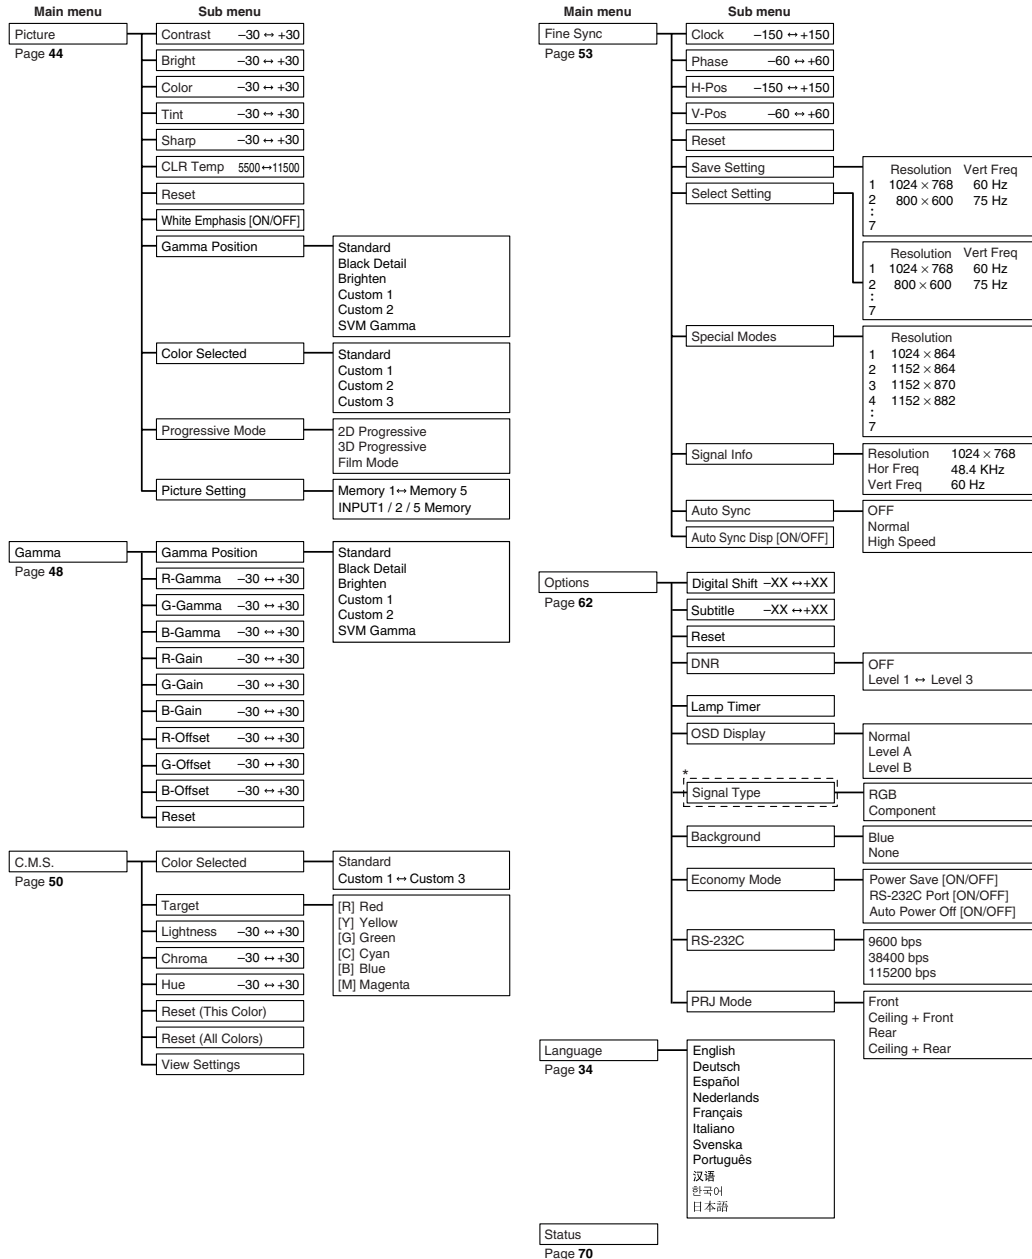 Main menu Sub menu
Picture
Page 44
Contrast –30 ↔ +30
Bright –30 ↔ +30
Color –30 ↔ +30
Tint –30 ↔ +30
Sharp –30 ↔ +30
CLR Temp 5500↔11500
Reset
White Emphasis [ON/OFF]
Gamma Position
Standard
Black Detail
Brighten
Custom 1
Custom 2
SVM Gamma
Color Selected
Standard
Custom 1
Custom 2
Custom 3
Progressive Mode
2D Progressive
3D Progressive
Film Mode
Picture Setting
Memory 1↔ Memory 5
INPUT1 / 2 / 5 Memory
Gamma
Page 48
Gamma Position
Standard
Black Detail
Brighten
Custom 1
Custom 2
SVM Gamma
R-Gamma –30 ↔ +30
G-Gamma –30 ↔ +30
B-Gamma –30 ↔ +30
R-Gain –30 ↔ +30
G-Gain –30 ↔ +30
B-Gain –30 ↔ +30
R-Offset –30 ↔ +30
G-Offset –30 ↔ +30
B-Offset –30 ↔ +30
Reset
C.M.S.
Page 50
Color Selected
Standard
Custom 1 ↔ Custom 3
Target
[R] Red
[Y] Yellow
[G] Green
[C] Cyan
[B] Blue
[M] Magenta
Lightness –30 ↔ +30
Chroma –30 ↔ +30
Hue –30 ↔ +30
Reset (This Color)
Reset (All Colors)
View Settings
Main menu Sub menu
Fine Sync
Page 53
Clock –150 ↔ +150
Phase –60 ↔ +60
H-Pos –150 ↔ +150
V-Pos –60 ↔ +60
Reset
Save Setting
Resolution Vert Freq
1 1024 × 768 60 Hz
2 800 × 600 75 Hz
:
7
Select Setting
Resolution Vert Freq
1 1024 × 768 60 Hz
2 800 × 600 75 Hz
:
7
Special Modes
Resolution
1 1024 × 864
2 1152 × 864
3 1152 × 870
4 1152 × 882
:
7
Signal Info
Resolution 1024 × 768
Hor Freq 48.4 KHz
Vert Freq 60 Hz
Auto Sync
OFF
Normal
High Speed
Auto Sync Disp [ON/OFF]
Options
Page 62
Digital Shift –XX ↔+XX
Subtitle –XX ↔+XX
Reset
DNR
OFF
Level 1 ↔ Level 3
Lamp Timer
OSD Display
Normal
Level A
Level B
*
Signal Type
RGB
Component
Background
Blue
None
Economy Mode
Power Save [ON/OFF]
RS-232C Port [ON/OFF]
Auto Power Off [ON/OFF]
RS-232C
9600 bps
38400 bps
115200 bps
PRJ Mode
Front
Ceiling + Front
Rear
Ceiling + Rear
Language
Page 34
English
Deutsch
Español
Nederlands
Français
Italiano
Svenska
Português
汉语
한국어
日本語
Status
Page 70